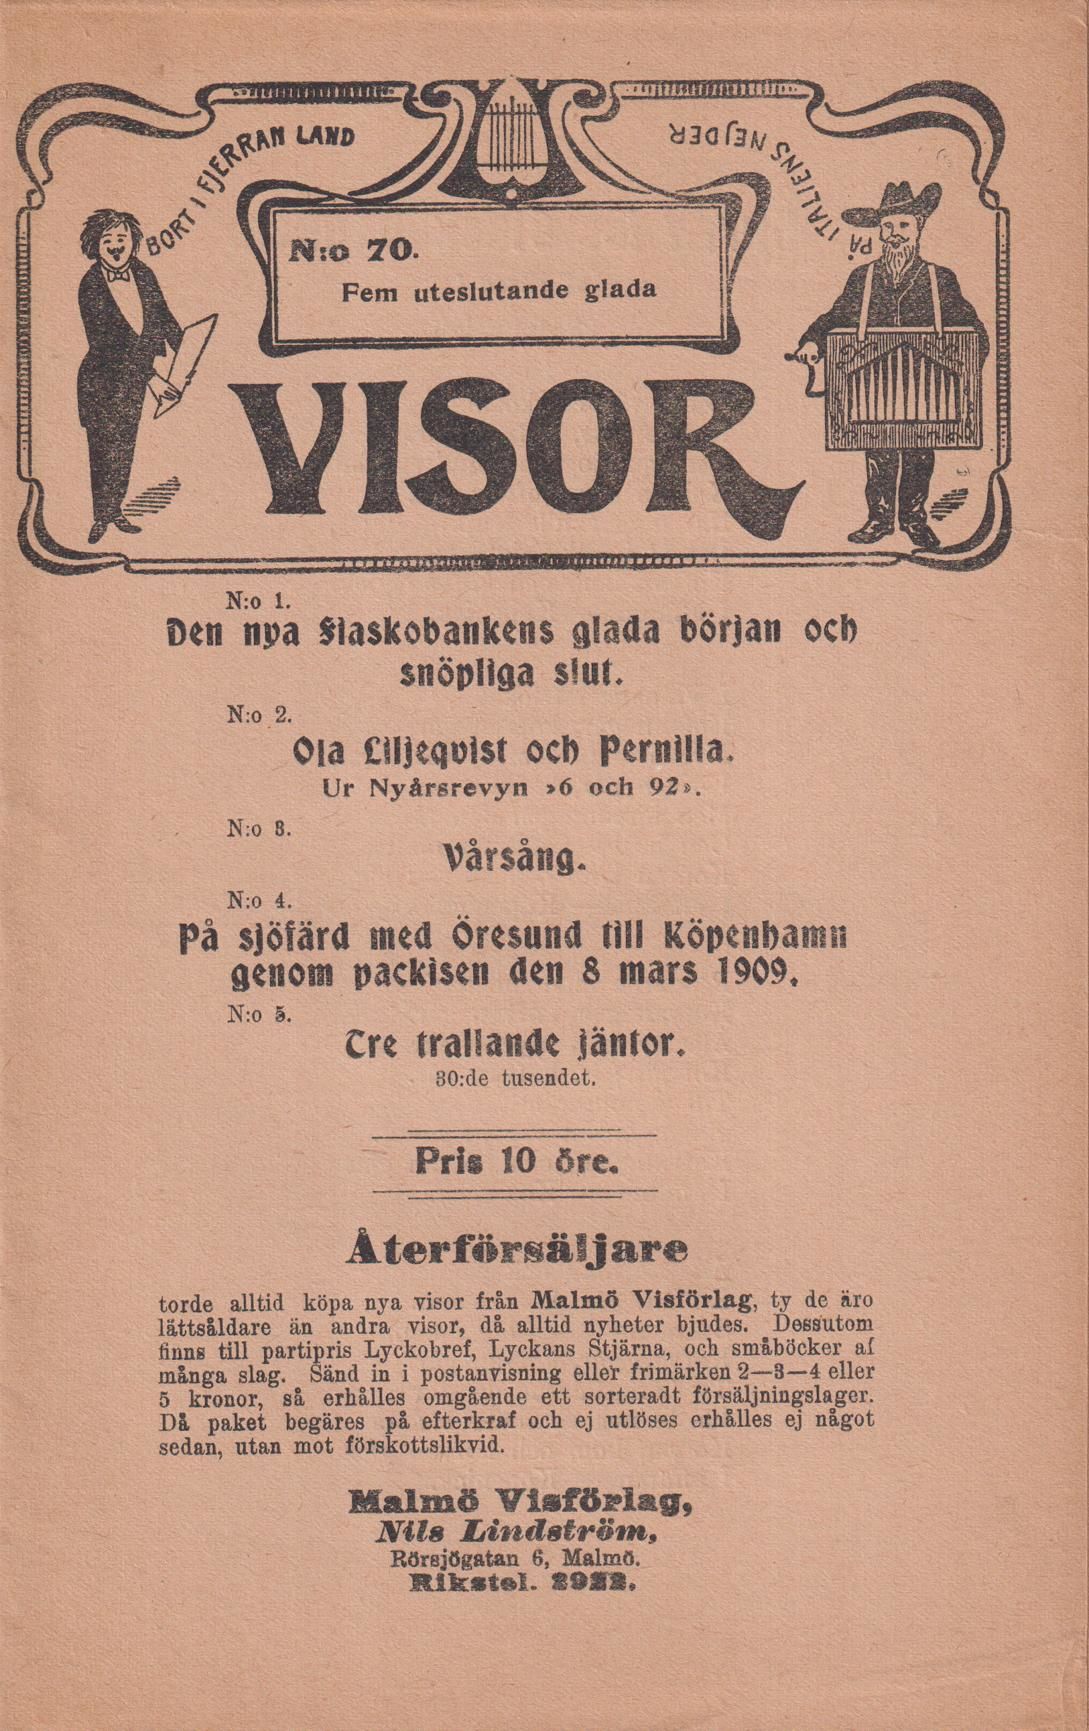 BORT I FJERRAN LAND
PÅ ITALIENS NEJDER
N:o 70.
Fem uteslutande glada
VISOR
N:o 1.
Den nya Fiaskobankens glada början och
snöpliga slut.
N:o 2.
Ola Liljeqvist och Pernilla.
Ur Nyårsrevyn »6 och 92».
N:o 3.
Vårsång.
N:o 4.
På sjöfärd med Öresund till Köpenhamn
genom packisen den 8 mars 1909.
N:o 5.
Tre trallande jäntor.
30:de tusendet.
Pris 10 öre.
Återförsäljare
torde alltid köpa nya visor från Malmö Visförlag, ty de äro
lättsåldare än andra visor, då alltid nyheter bjudes. Dessutom
finns till partipris Lyckobref, Lyckans Stjärna, och småböcker af
många slag. Sänd in i postanvisning eller frimärken 2—3—4 eller
5 kronor, så erhålles omgående ett sorteradt försäljningslager.
Då paket begäres på efterkraf och ej utlöses erhålles ej något
sedan, utan mot förskottslikvid.
Malmö Visförlag,
Nils Lindström,
Rörsjögatan 6, Malmö.
Rikstel. 2922.